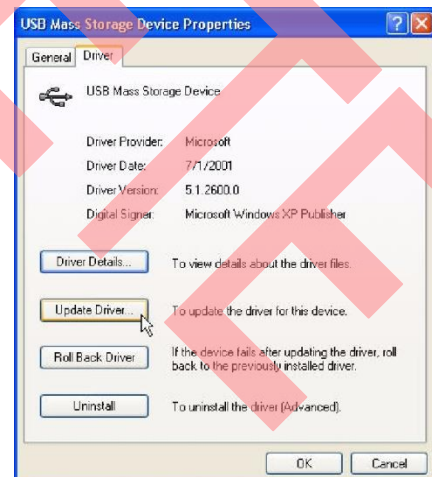 USB Mass Storage Device Properties
General Driver
USB Mass Storage Device
Driver Provider: Microsoft
Driver Date: 7/1/2001
Driver Version: 5.1.2600.0
Digital Signer: Microsoft Windows XP Publisher
Driver Details... To view details about the driver files.
Update Driver... To update the driver for this device.
Roll Back Driver If the device fails after updating the driver, roll
back to the previously installed driver.
Uninstall To uninstall the driver (Advanced).
OK Cancel